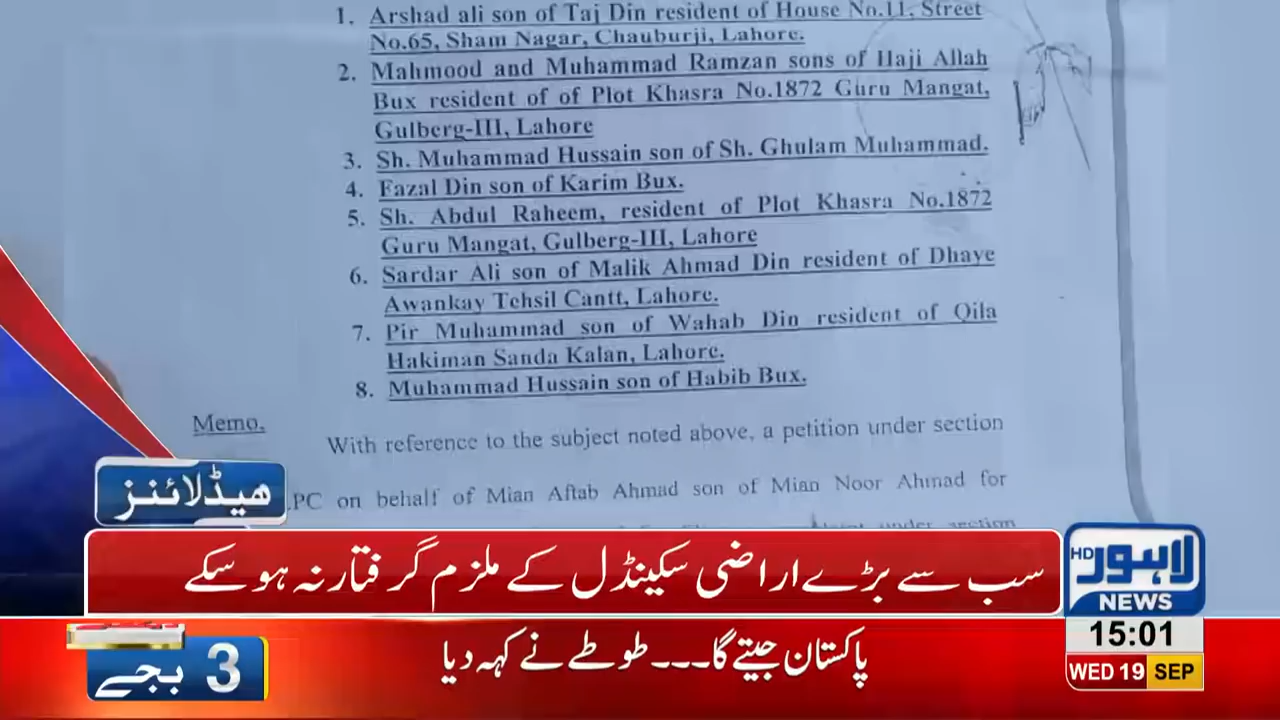 1. Arshad ali son of Taj Din resident of House No.11, Street
No.65, Sham Nagar, Chauburji, Lahore.
2. Mahmood and Muhammad Ramzan sons of Haji Allah
Bux resident of of Plot Khasra No.1872 Guru Mangat,
Gulberg-III, Lahore
3. Sh. Muhammad Hussain son of Sh. Ghulam Muhammad.
4. Fazal Din son of Karim Bux.
5. Sh. Abdul Raheem, resident of Plot Khasra No.1872
Guru Mangat, Gulberg-III, Lahore
6. Sardar Ali son of Malik Ahmad Din resident of Dhaye
Awankay Tehsil Cantt, Lahore.
7. Pir Muhammad son of Wahab Din resident of Qila
Hakiman Sanda Kalan, Lahore.
8. Muhammad Hussain son of Habib Bux.
Memo.
With reference to the subject noted above, a petition under section
.PC on behalf of Mian Aftab Ahmad son of Mian Noor Ahmad for
under section
ہیڈلائنز
سب سے بڑے اراضی سکینڈل کے ملزم گرفتار نہ ہوسکے
لاہور HD
NEWS
15:01
WED 19 SEP
3 بجے
پاکستان جیتے گا۔۔۔ طوطے نے کہہ دیا